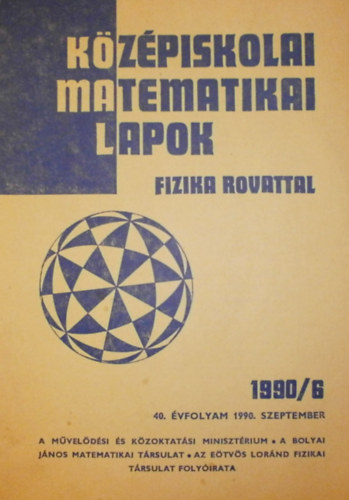 KÖZÉPISKOLAI
MATEMATIKAI
LAPOK
FIZIKA ROVATTAL
1990/6
40. ÉVFOLYAM 1990. SZEPTEMBER
A MŰVELŐDÉSI ÉS KÖZOKTATÁSI MINISZTÉRIUM • A BOLYAI
JÁNOS MATEMATIKAI TÁRSULAT • AZ EÖTVÖS LORÁND FIZIKAI
TÁRSULAT FOLYÓIRATA